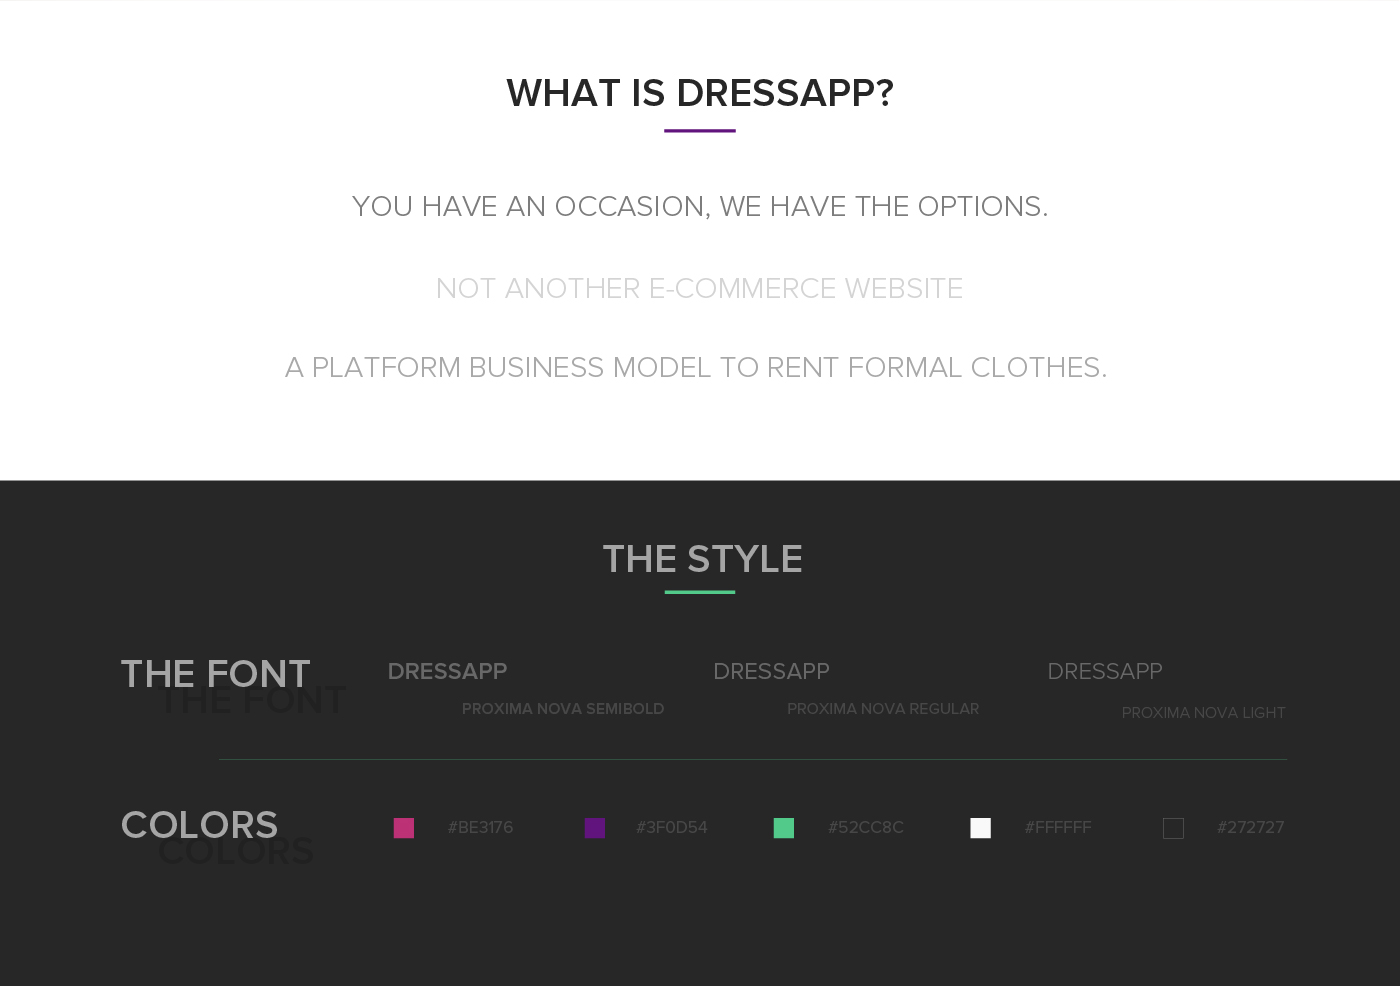 WHAT IS DRESSAPP?
YOU HAVE AN OCCASION, WE HAVE THE OPTIONS.
NOT ANOTHER E-COMMERCE WEBSITE
A PLATFORM BUSINESS MODEL TO RENT FORMAL CLOTHES.
THE STYLE
THE FONT
THE FONT
DRESSAPP
PROXIMA NOVA SEMIBOLD
DRESSAPP
PROXIMA NOVA REGULAR
DRESSAPP
PROXIMA NOVA LIGHT
COLORS
COLORS
#BE3176
#3F0D54
#52CC8C
#FFFFFF
#272727